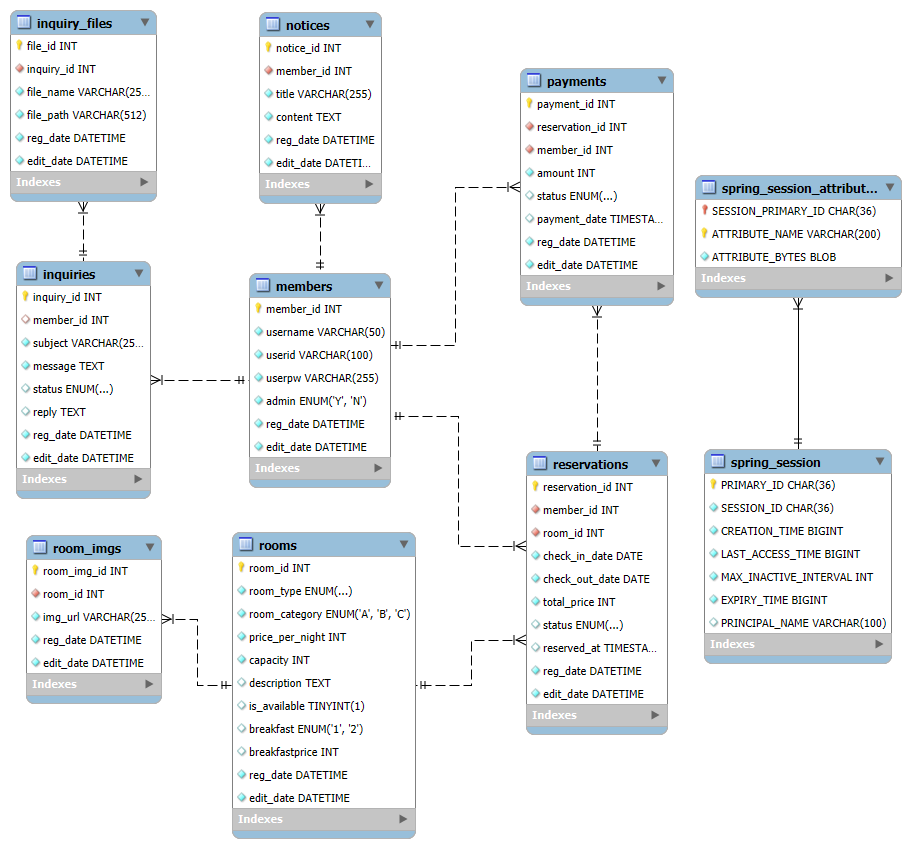 inquiry_files
file_id INT
inquiry_id INT
file_name VARCHAR(25...
file_path VARCHAR(512)
reg_date DATETIME
edit_date DATETIME
Indexes
notices
notice_id INT
member_id INT
title VARCHAR(255)
content TEXT
reg_date DATETIME
edit_date DATETI...
Indexes
payments
payment_id INT
reservation_id INT
member_id INT
amount INT
status ENUM(...)
payment_date TIMESTA...
reg_date DATETIME
edit_date DATETIME
Indexes
spring_session_attribut...
SESSION_PRIMARY_ID CHAR(36)
ATTRIBUTE_NAME VARCHAR(200)
ATTRIBUTE_BYTES BLOB
Indexes
inquiries
inquiry_id INT
member_id INT
subject VARCHAR(25...
message TEXT
status ENUM(...)
reply TEXT
reg_date DATETIME
edit_date DATETIME
Indexes
members
member_id INT
username VARCHAR(50)
userid VARCHAR(100)
userpw VARCHAR(255)
admin ENUM('Y', 'N')
reg_date DATETIME
edit_date DATETIME
Indexes
reservations
reservation_id INT
member_id INT
room_id INT
check_in_date DATE
check_out_date DATE
total_price INT
status ENUM(...)
reserved_at TIMESTA...
reg_date DATETIME
edit_date DATETIME
Indexes
spring_session
PRIMARY_ID CHAR(36)
SESSION_ID CHAR(36)
CREATION_TIME BIGINT
LAST_ACCESS_TIME BIGINT
MAX_INACTIVE_INTERVAL INT
EXPIRY_TIME BIGINT
PRINCIPAL_NAME VARCHAR(100)
Indexes
room_imgs
room_img_id INT
room_id INT
img_url VARCHAR(25...
reg_date DATETIME
edit_date DATETIME
Indexes
rooms
room_id INT
room_type ENUM(...)
room_category ENUM('A', 'B', 'C')
price_per_night INT
capacity INT
description TEXT
is_available TINYINT(1)
breakfast ENUM('1', '2')
breakfastprice INT
reg_date DATETIME
edit_date DATETIME
Indexes